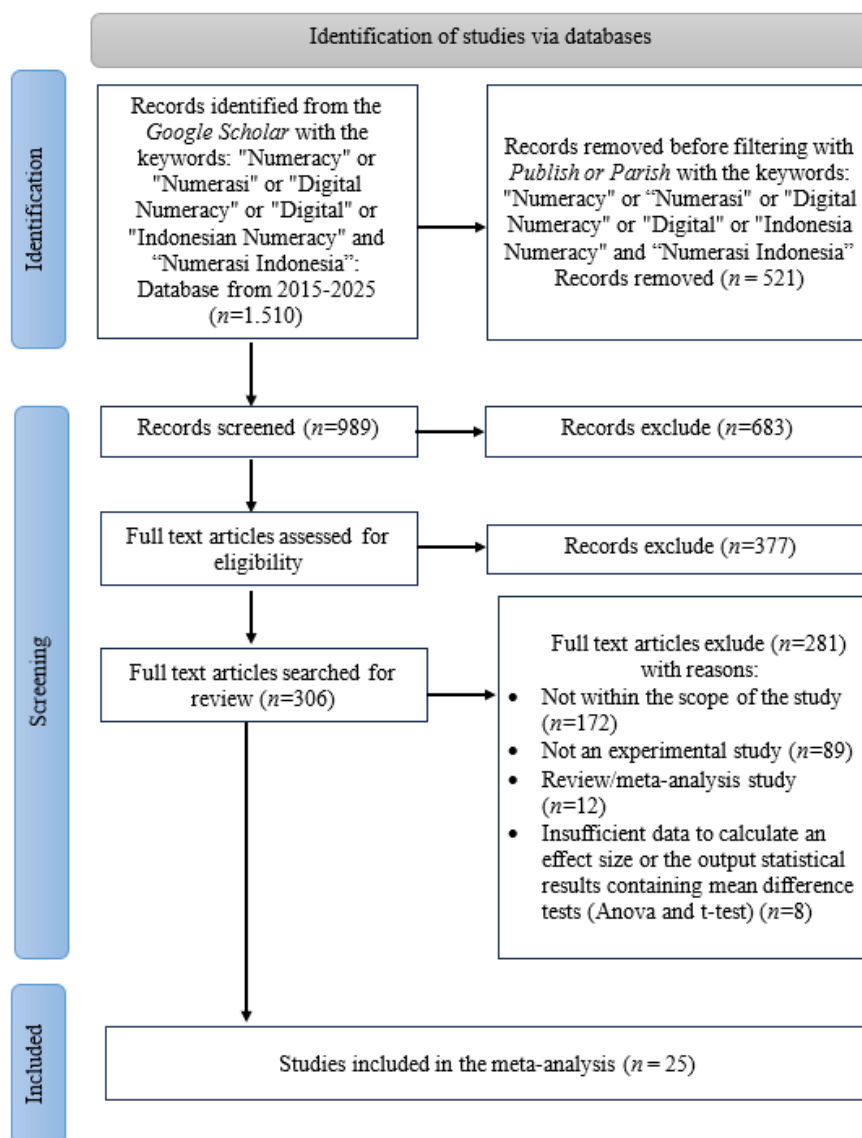 Identification of studies via databases
Identification
Records identified from the
Google Scholar with the
keywords: "Numeracy" or
"Numerasi" or "Digital
Numeracy" or "Digital" or
"Indonesian Numeracy" and
“Numerasi Indonesia”:
Database from 2015-2025
(n=1.510)
Records removed before filtering with
Publish or Parish with the keywords:
"Numeracy" or “Numerasi" or "Digital
Numeracy" or "Digital" or "Indonesia
Numeracy" and “Numerasi Indonesia”
Records removed (n = 521)
Screening
Records screened (n=989)
Records exclude (n=683)
Full text articles assessed for
eligibility
Records exclude (n=377)
Full text articles searched for
review (n=306)
Full text articles exlude (n=281)
with reasons:
• Not within the scope of the study
(n=172)
• Not an experimental study (n=89)
• Review/meta-analysis study
(n=12)
• Insufficient data to calculate an
effect size or the output statistical
results containing mean difference
tests (Anova and t-test) (n=8)
Included
Studies included in the meta-analysis (n = 25)